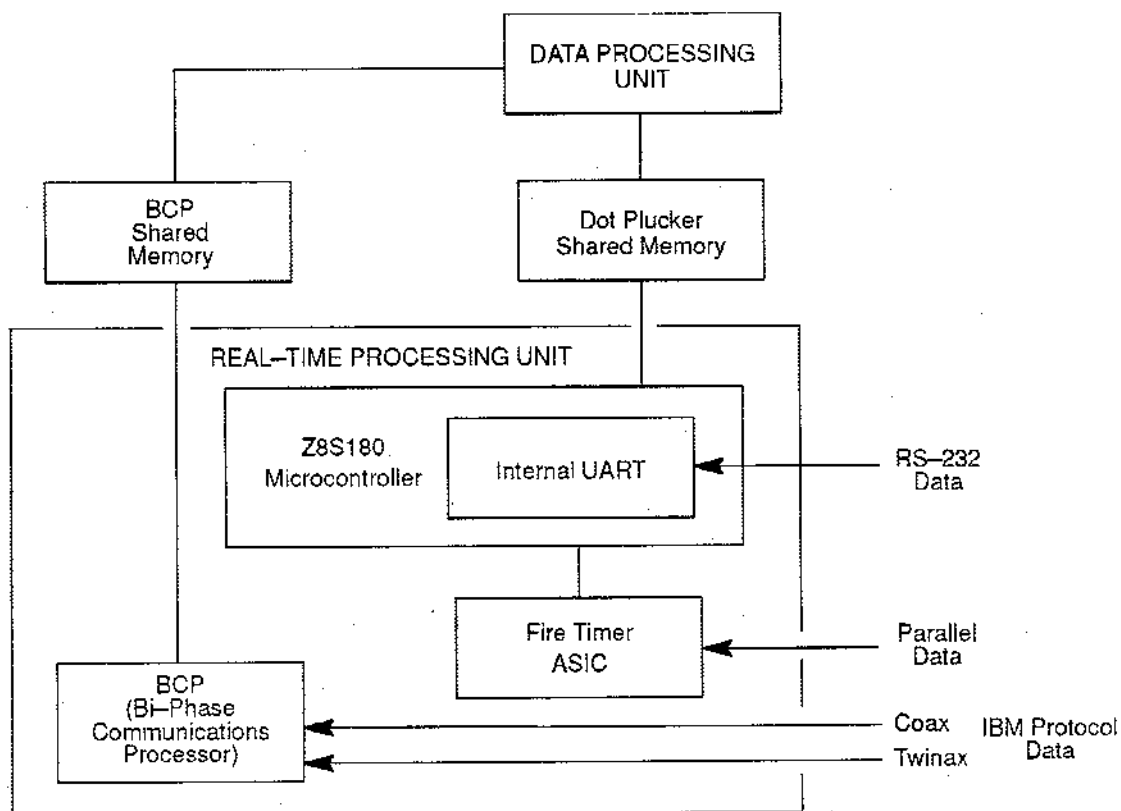 DATA PROCESSING
UNIT
BCP
Shared
Memory
Dot Plucker
Shared Memory
REAL–TIME PROCESSING UNIT
Z8S180
Microcontroller
Internal UART
RS–232
Data
Fire Timer
ASIC
Parallel
Data
BCP
(Bi–Phase
Communications
Processor)
Coax
Twinax
IBM Protocol
Data